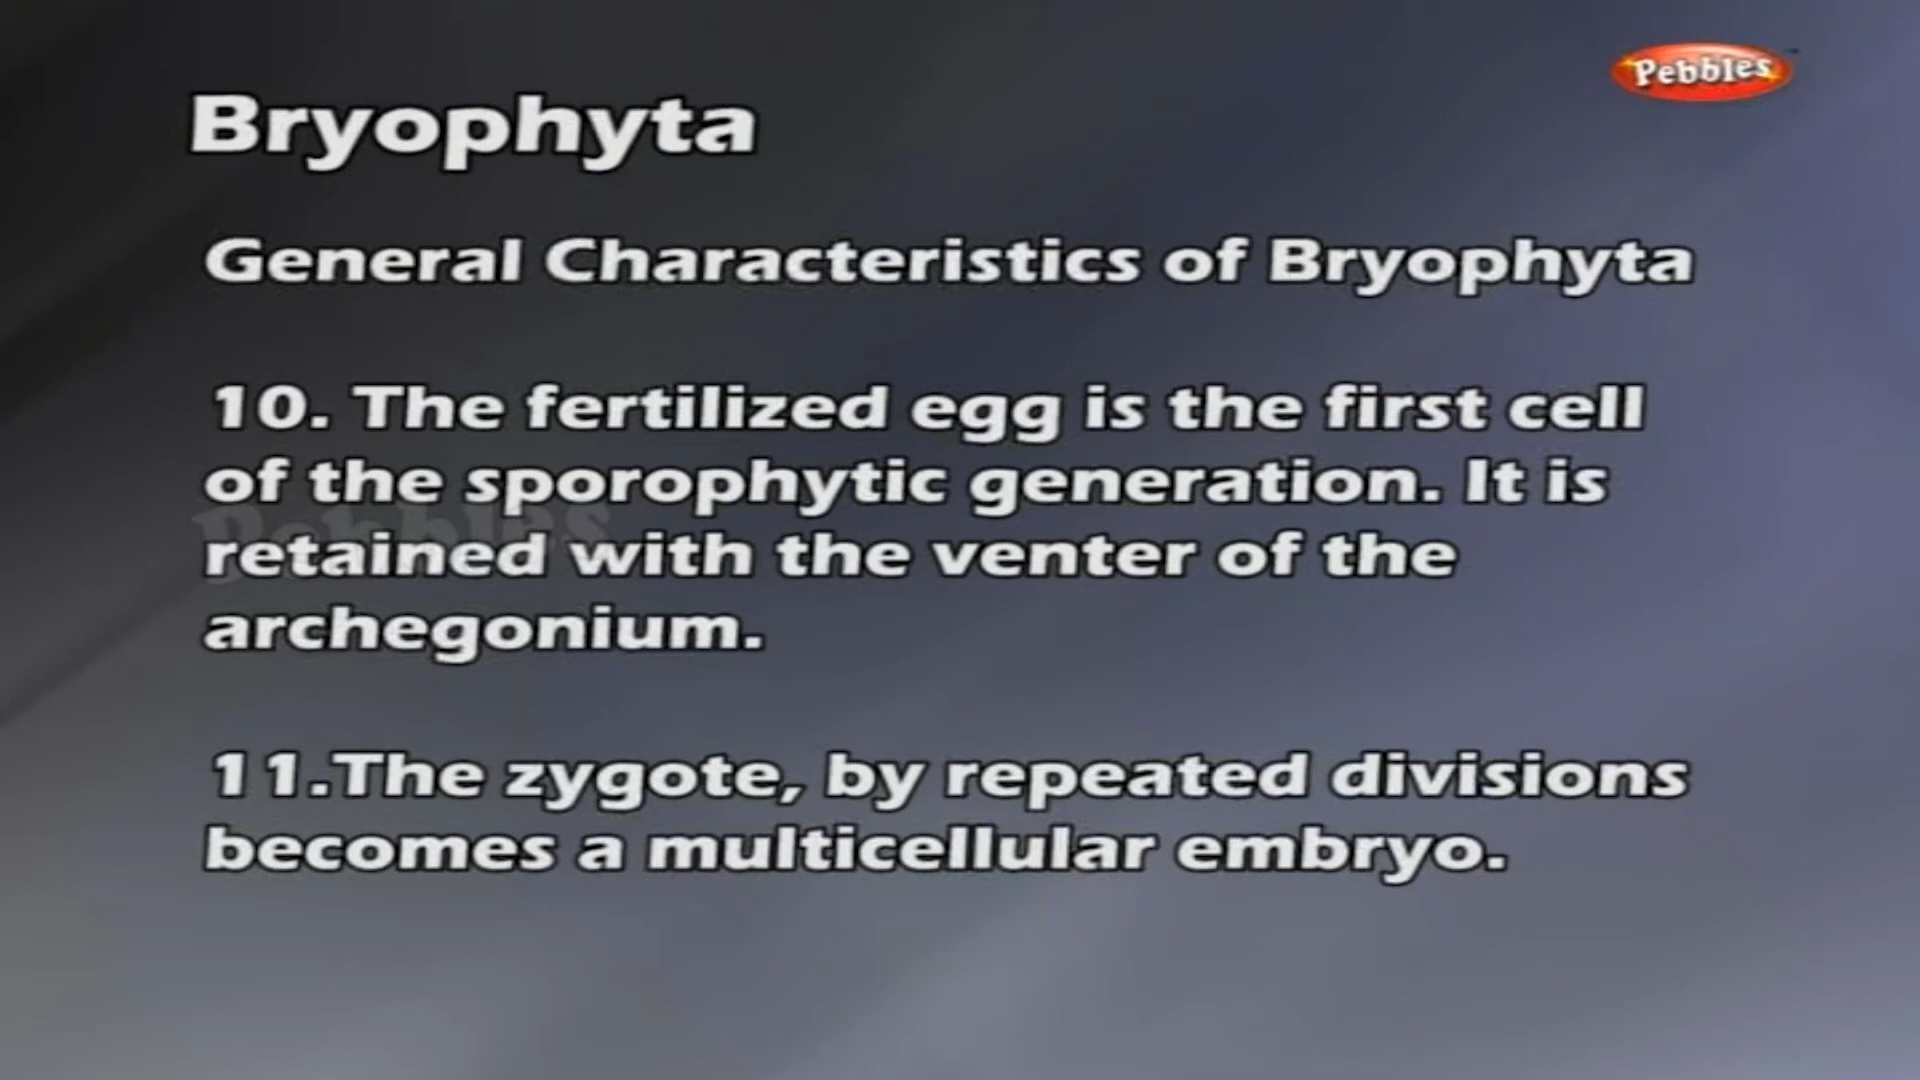 Pebbles
Bryophyta
General Characteristics of Bryophyta
10. The fertilized egg is the first cell
of the sporophytic generation. It is
retained with the venter of the
archegonium.
Pebbles
11.The zygote, by repeated divisions
becomes a multicellular embryo.